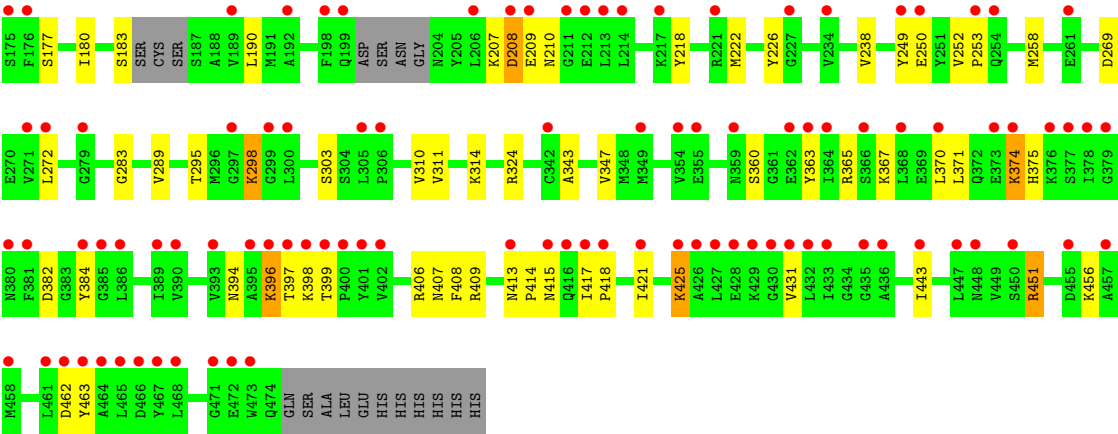 S175 F176 S177 I180 S183 SER CYS SER S187 A188 V189 L190 M191 A192 F198 Q199 ASP SER ASN GLY N204 Y205 L206 K207 D208 E209 N210 G211 E212 L213 L214 K217 Y218 R221 M222 Y226 G227 V234 V238 Y249 E250 Y251 V252 P253 Q254 M258 E261 D269
E270 V271 L272 G279 G283 V289 T295 M296 G297 K298 G299 L300 S303 S304 L305 P306 V310 V311 K314 R324 C342 A343 V347 M348 M349 V354 E355 N359 S360 G361 E362 Y363 I364 R365 S366 K367 L368 E369 L370 L371 Q372 E373 K374 H375 K376 S377 I378 G379
N380 F381 D382 G383 Y384 G385 L386 I389 V390 V393 N394 A395 K396 T397 K398 T399 P400 Y401 V402 R406 N407 F408 R409 N413 P414 N415 Q416 I417 P418 I421 K425 A426 L427 E428 K429 G430 V431 L432 I433 G434 G435 A436 I443 L447 N448 V449 S450 R451 D455 K456 A457
M458 L461 D462 Y463 A464 L465 D466 Y467 L468 G471 E472 W473 Q474 GLN SER ALA LEU GLU HIS HIS HIS HIS HIS HIS